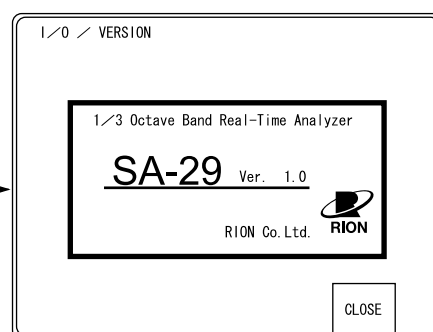 I／O ／ VERSION
1／3 Octave Band Real-Time Analyzer
SA-29 Ver. 1.0
RION Co.Ltd.
RION
CLOSE